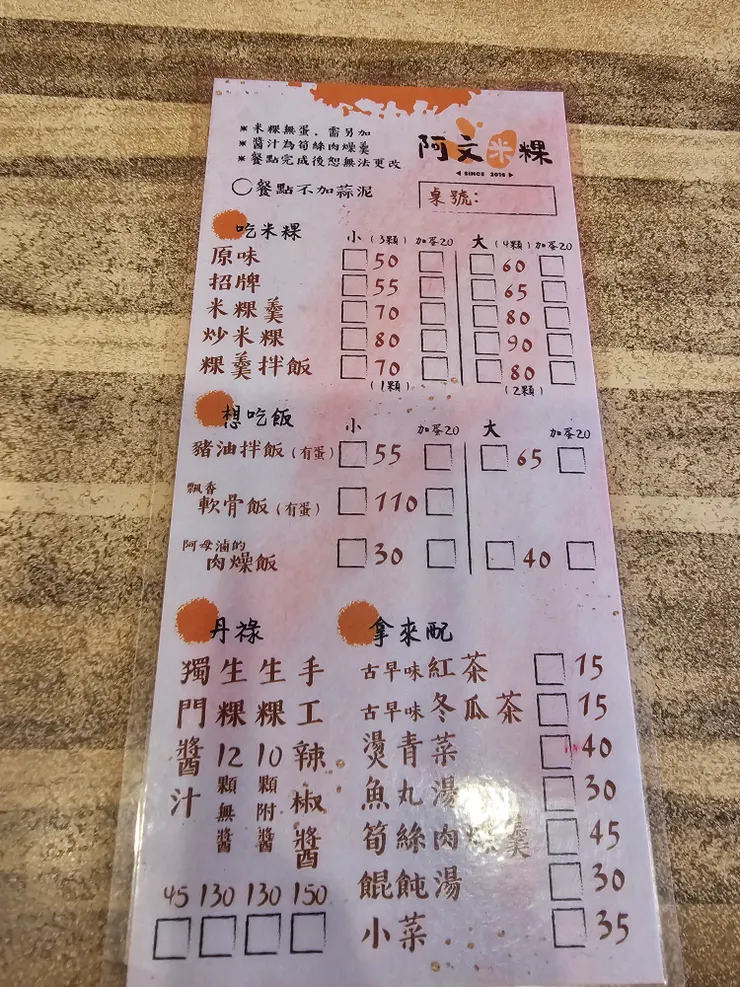 ※米粿無蛋,需另加
※醬汁為筍絲肉燥羹
※餐點完成後恕無法更改
○餐點不加蒜泥
阿文米粿
◀ SINCE 2016 ▶
桌號:
吃米粿 小(3顆) 加蛋20 大(4顆) 加蛋20
原味 □50 □ □60 □
招牌 □55 □ □65 □
米粿羹 □70 □ □80 □
炒米粿 □80 □ □90 □
粿羹拌飯 □70 □ □80 □
(1顆) (2顆)
想吃飯 小 加蛋20 大 加蛋20
豬油拌飯(有蛋) □55 □ □65 □
飄香
軟骨飯(有蛋) □110 □
阿母滷的
肉燥飯 □30 □ □40 □
丹祿
獨門醬汁 45 □
生粿12顆無醬 130 □
生粿10顆附醬 130 □
手工辣椒醬 150 □
拿來配
古早味紅茶 □15
古早味冬瓜茶 □15
燙青菜 □40
魚丸湯 □30
筍絲肉燥羹 □45
餛飩湯 □30
小菜 □35